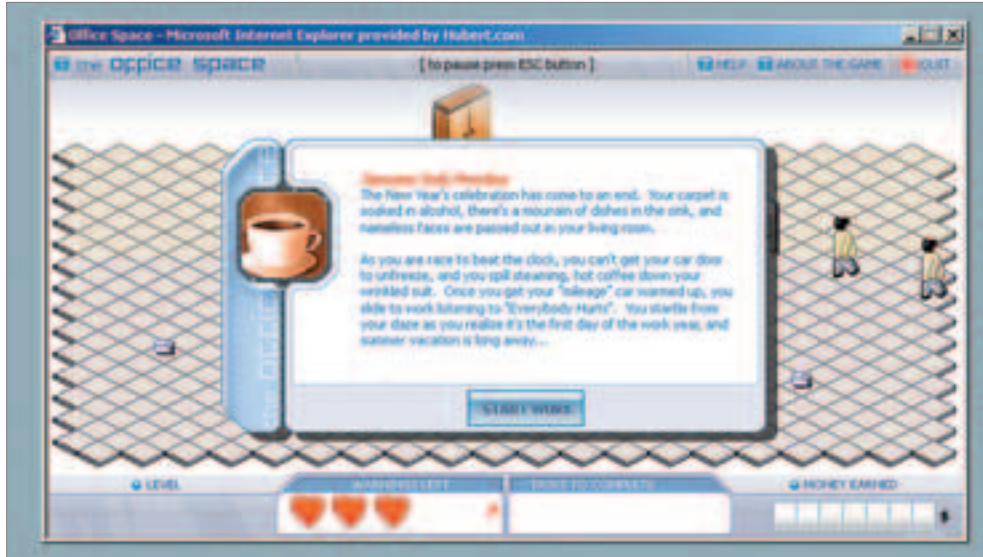 Office Space - Microsoft Internet Explorer provided by Hubert.com
the office space
[ to pause press ESC button ]
HELP
ABOUT THE GAME
QUIT
The New Year's celebration has come to an end. Your carpet is
soaked in alcohol, there's a mountain of dishes in the sink, and
nameless faces are passed out in your living room.
As you are race to beat the clock, you can't get your car door
to unfreeze, and you spill steaming, hot coffee down your
wrinkled suit. Once you get your "mileage" car warmed up, you
slide to work listening to "Everybody Hurts". You startle from
your daze as you realize it's the first day of the work year, and
summer vacation is long away...
START WORK
LEVEL
WARNINGS LEFT
TASKS TO COMPLETE
MONEY EARNED
$